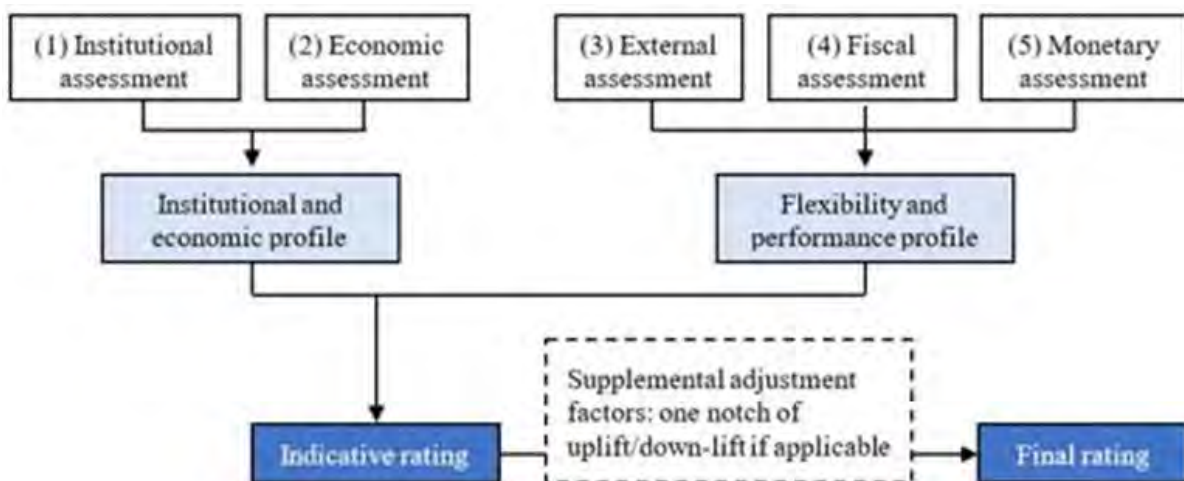 (1) Institutional
assessment
(2) Economic
assessment
(3) External
assessment
(4) Fiscal
assessment
(5) Monetary
assessment
Institutional and
economic profile
Flexibility and
performance profile
Supplemental adjustment
factors: one notch of
uplift/down-lift if applicable
Indicative rating
Final rating